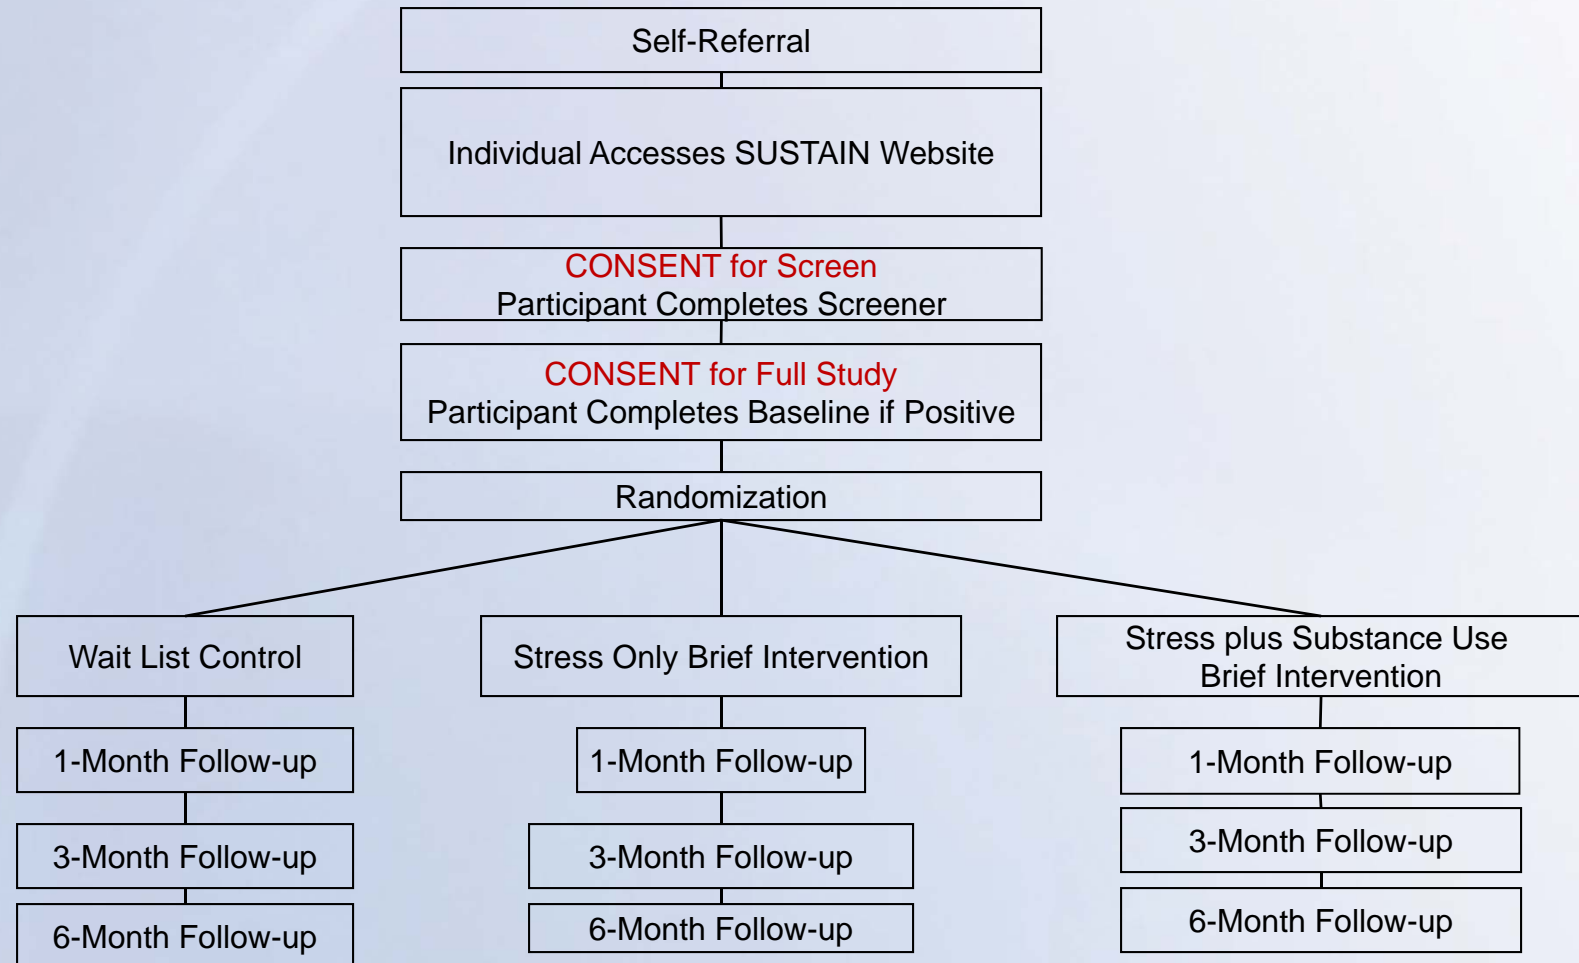 Self-Referral
Individual Accesses SUSTAIN Website
CONSENT for Screen
Participant Completes Screener
CONSENT for Full Study
Participant Completes Baseline if Positive
Randomization
Wait List Control
Stress Only Brief Intervention
Stress plus Substance Use
Brief Intervention
1-Month Follow-up
1-Month Follow-up
1-Month Follow-up
3-Month Follow-up
3-Month Follow-up
3-Month Follow-up
6-Month Follow-up
6-Month Follow-up
6-Month Follow-up